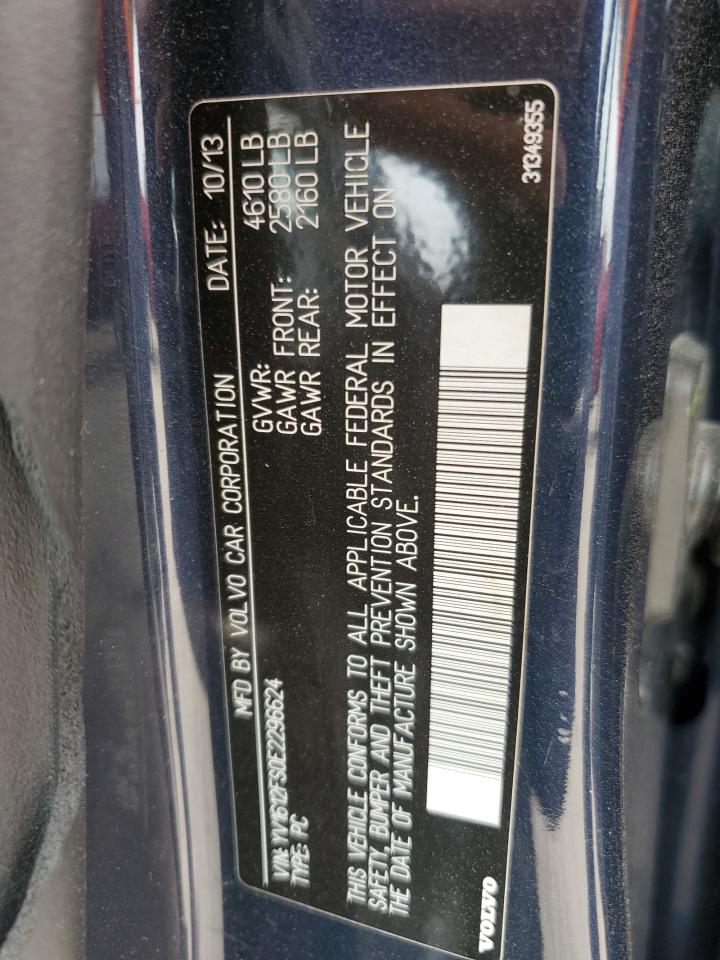 MFD BY VOLVO CAR CORPORATION DATE: 10/13
VIN: YV1612FS0E2296624 GVWR: 4610 LB
TYPE: PC GAWR FRONT: 2580 LB
GAWR REAR: 2160 LB
THIS VEHICLE CONFORMS TO ALL APPLICABLE FEDERAL MOTOR VEHICLE
SAFETY, BUMPER AND THEFT PREVENTION STANDARDS IN EFFECT ON
THE DATE OF MANUFACTURE SHOWN ABOVE.
VOLVO 31349355